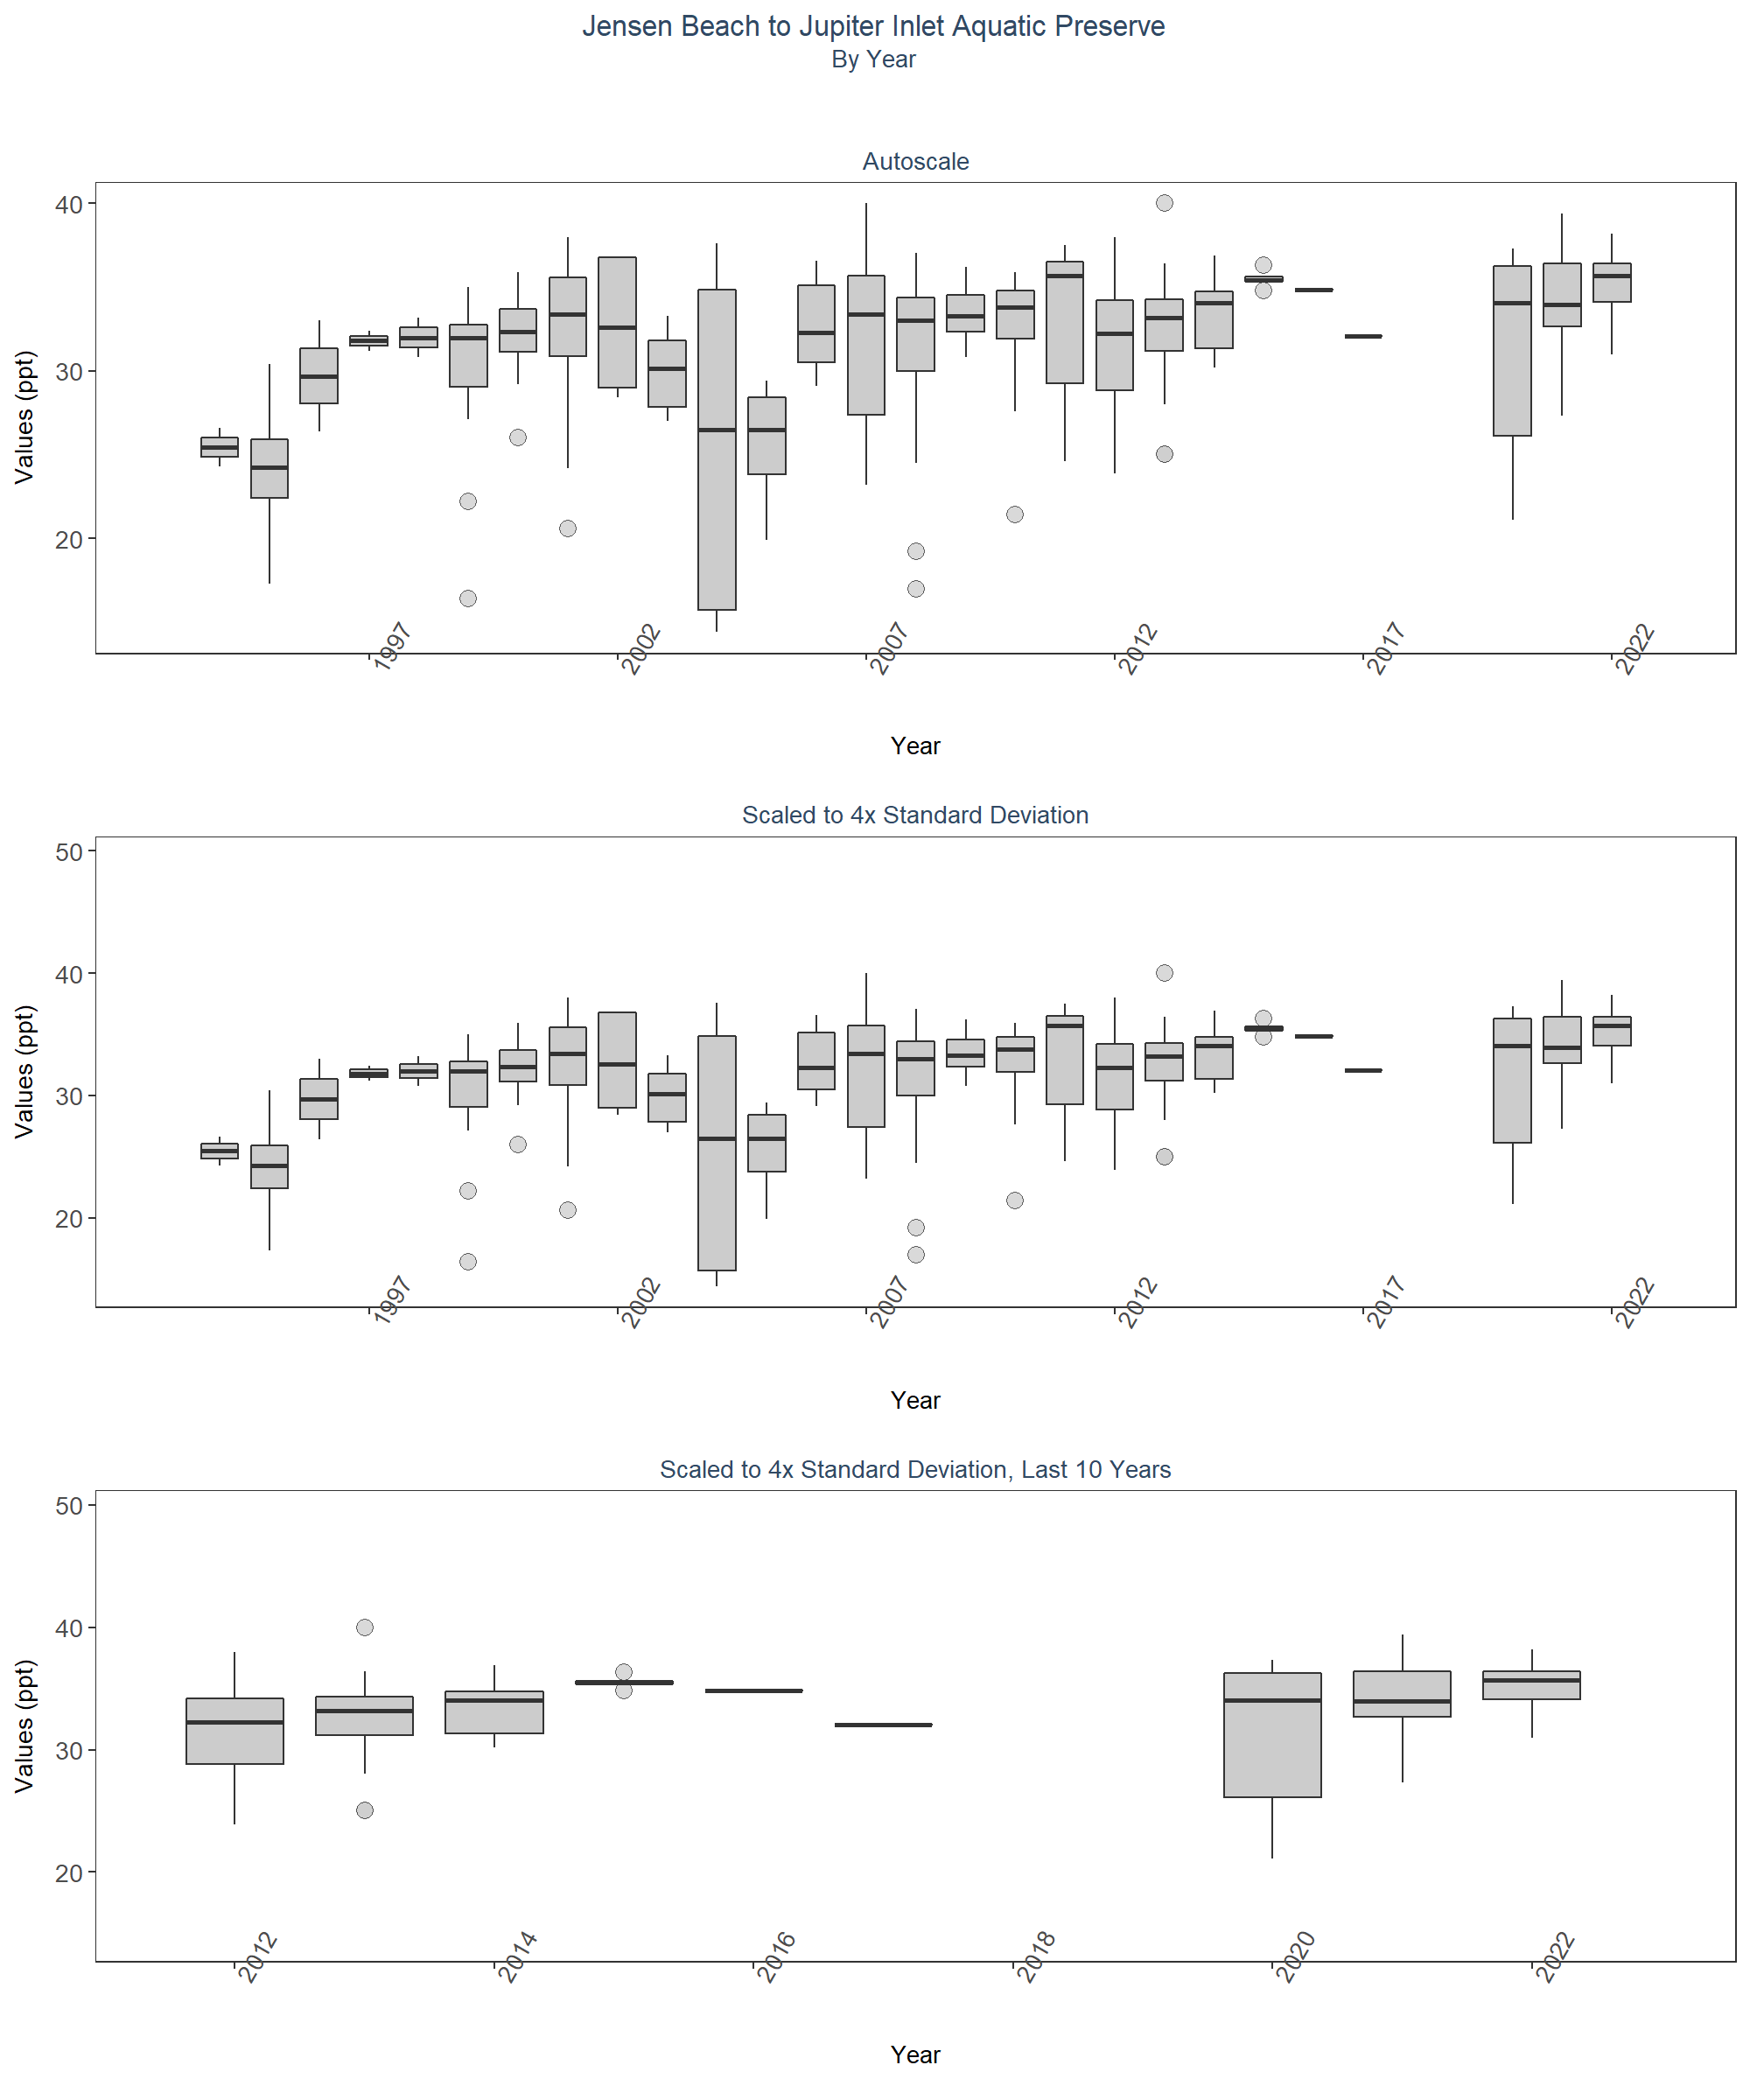 Jensen Beach to Jupiter Inlet Aquatic Preserve
By Year
Autoscale
40
30
20
Values (ppt)
1997
2002
2007
2012
2017
2022
Year
Scaled to 4x Standard Deviation
50
40
30
20
Values (ppt)
1997
2002
2007
2012
2017
2022
Year
Scaled to 4x Standard Deviation, Last 10 Years
50
40
30
20
Values (ppt)
2012
2014
2016
2018
2020
2022
Year